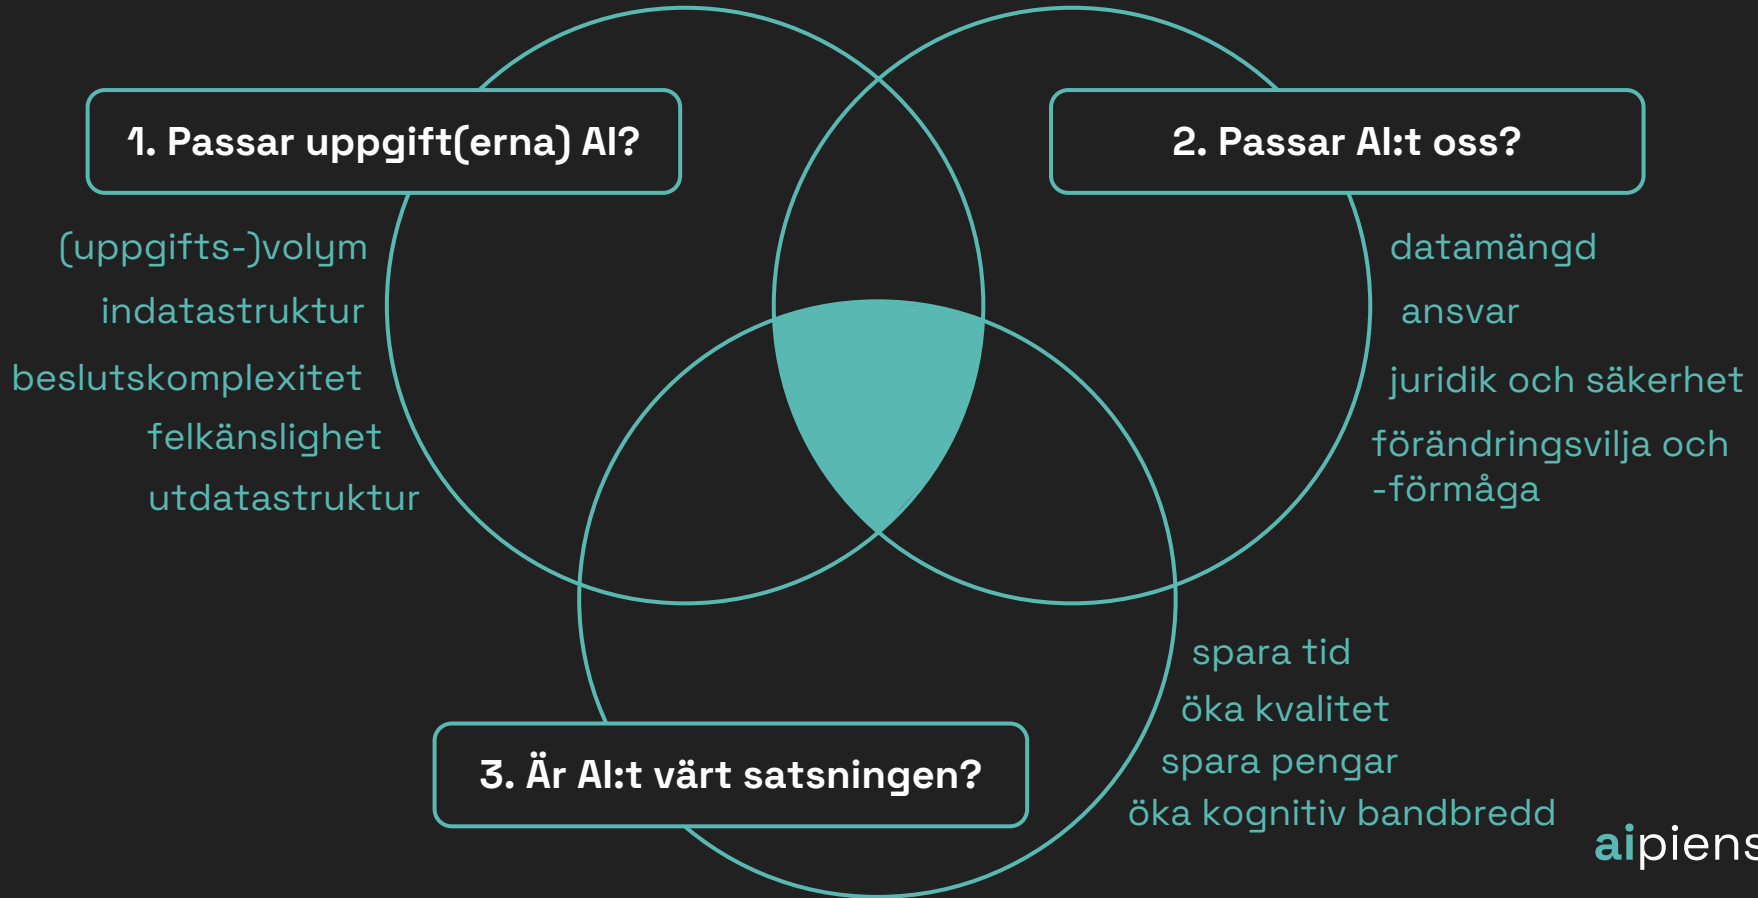 1. Passar uppgift(erna) AI?
(uppgifts-)volym
indatastruktur
beslutskomplexitet
felkänslighet
utdatastruktur
2. Passar AI:t oss?
datamängd
ansvar
juridik och säkerhet
förändringsvilja och
-förmåga
3. Är AI:t värt satsningen?
spara tid
öka kvalitet
spara pengar
öka kognitiv bandbredd
aipiens